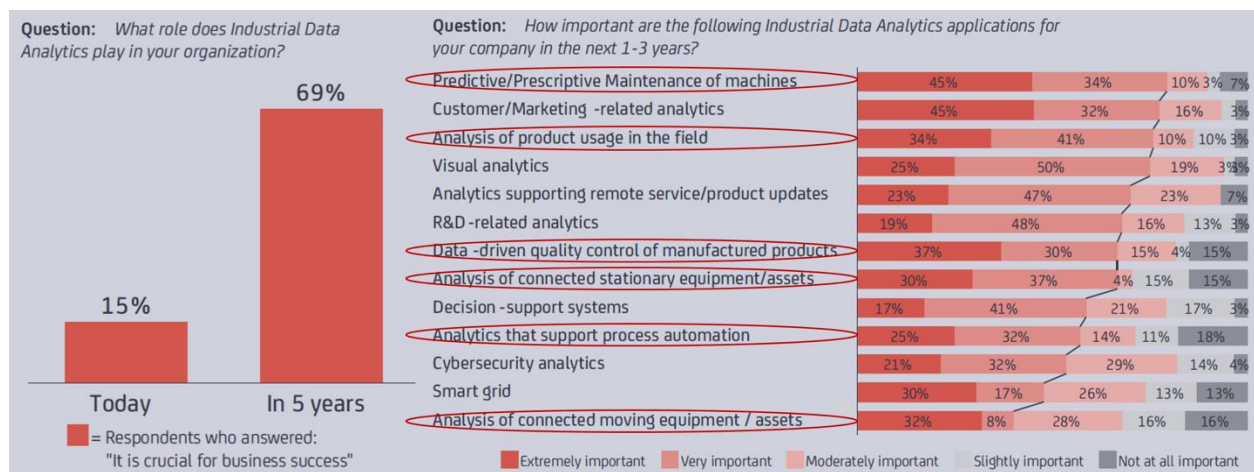 Question: What role does Industrial Data
Analytics play in your organization?
69%
15%
Today In 5 years
= Respondents who answered:
"It is crucial for business success"
Question: How important are the following Industrial Data Analytics applications for
your company in the next 1-3 years?
Predictive/Prescriptive Maintenance of machines 45% 34% 10% 3% 7%
Customer/Marketing -related analytics 45% 32% 16% 3%
Analysis of product usage in the field 34% 41% 10% 10% 3%
Visual analytics 25% 50% 19% 3% 3%
Analytics supporting remote service/product updates 23% 47% 23% 7%
R&D -related analytics 19% 48% 16% 13% 3%
Data -driven quality control of manufactured products 37% 30% 15% 4% 15%
Analysis of connected stationary equipment/assets 30% 37% 4% 15% 15%
Decision -support systems 17% 41% 21% 17% 3%
Analytics that support process automation 25% 32% 14% 11% 18%
Cybersecurity analytics 21% 32% 29% 14% 4%
Smart grid 30% 17% 26% 13% 13%
Analysis of connected moving equipment / assets 32% 8% 28% 16% 16%
Extremely important Very important Moderately important Slightly important Not at all important